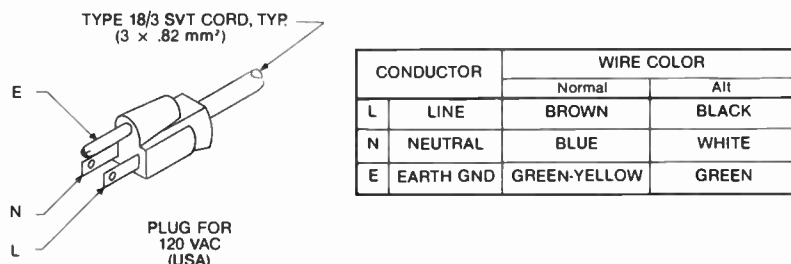 TYPE 18/3 SVT CORD, TYP.
(3 × .82 mm²)
E
N
L
PLUG FOR
120 VAC
(USA)
CONDUCTOR WIRE COLOR
Normal Alt
L LINE BROWN BLACK
N NEUTRAL BLUE WHITE
E EARTH GND GREEN-YELLOW GREEN